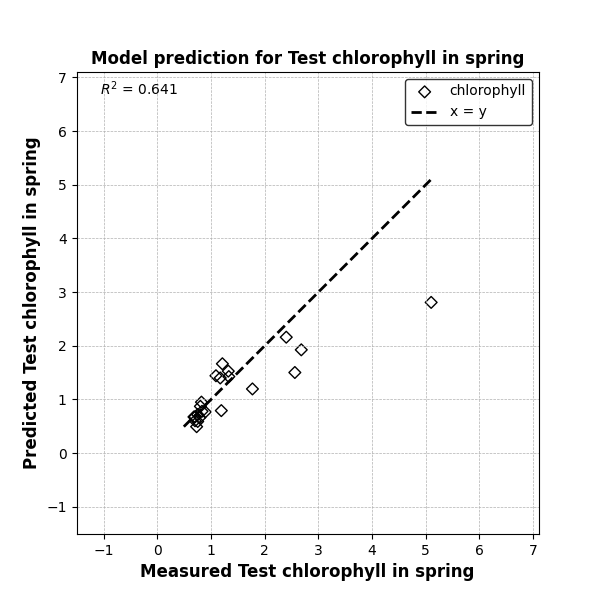 Model prediction for Test chlorophyll in spring
R² = 0.641
chlorophyll
x = y
Predicted Test chlorophyll in spring
7
6
5
4
3
2
1
0
−1
−1 0 1 2 3 4 5 6 7
Measured Test chlorophyll in spring